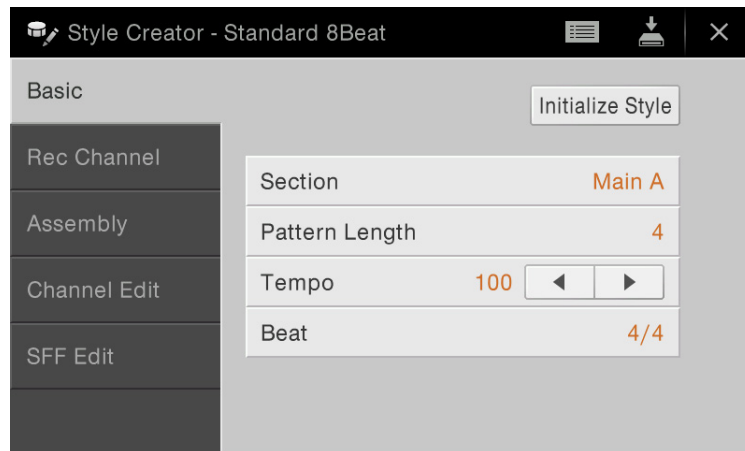 Style Creator - Standard 8Beat
Basic
Initialize Style
Rec Channel
Assembly
Channel Edit
SFF Edit
Section Main A
Pattern Length 4
Tempo 100
Beat 4/4